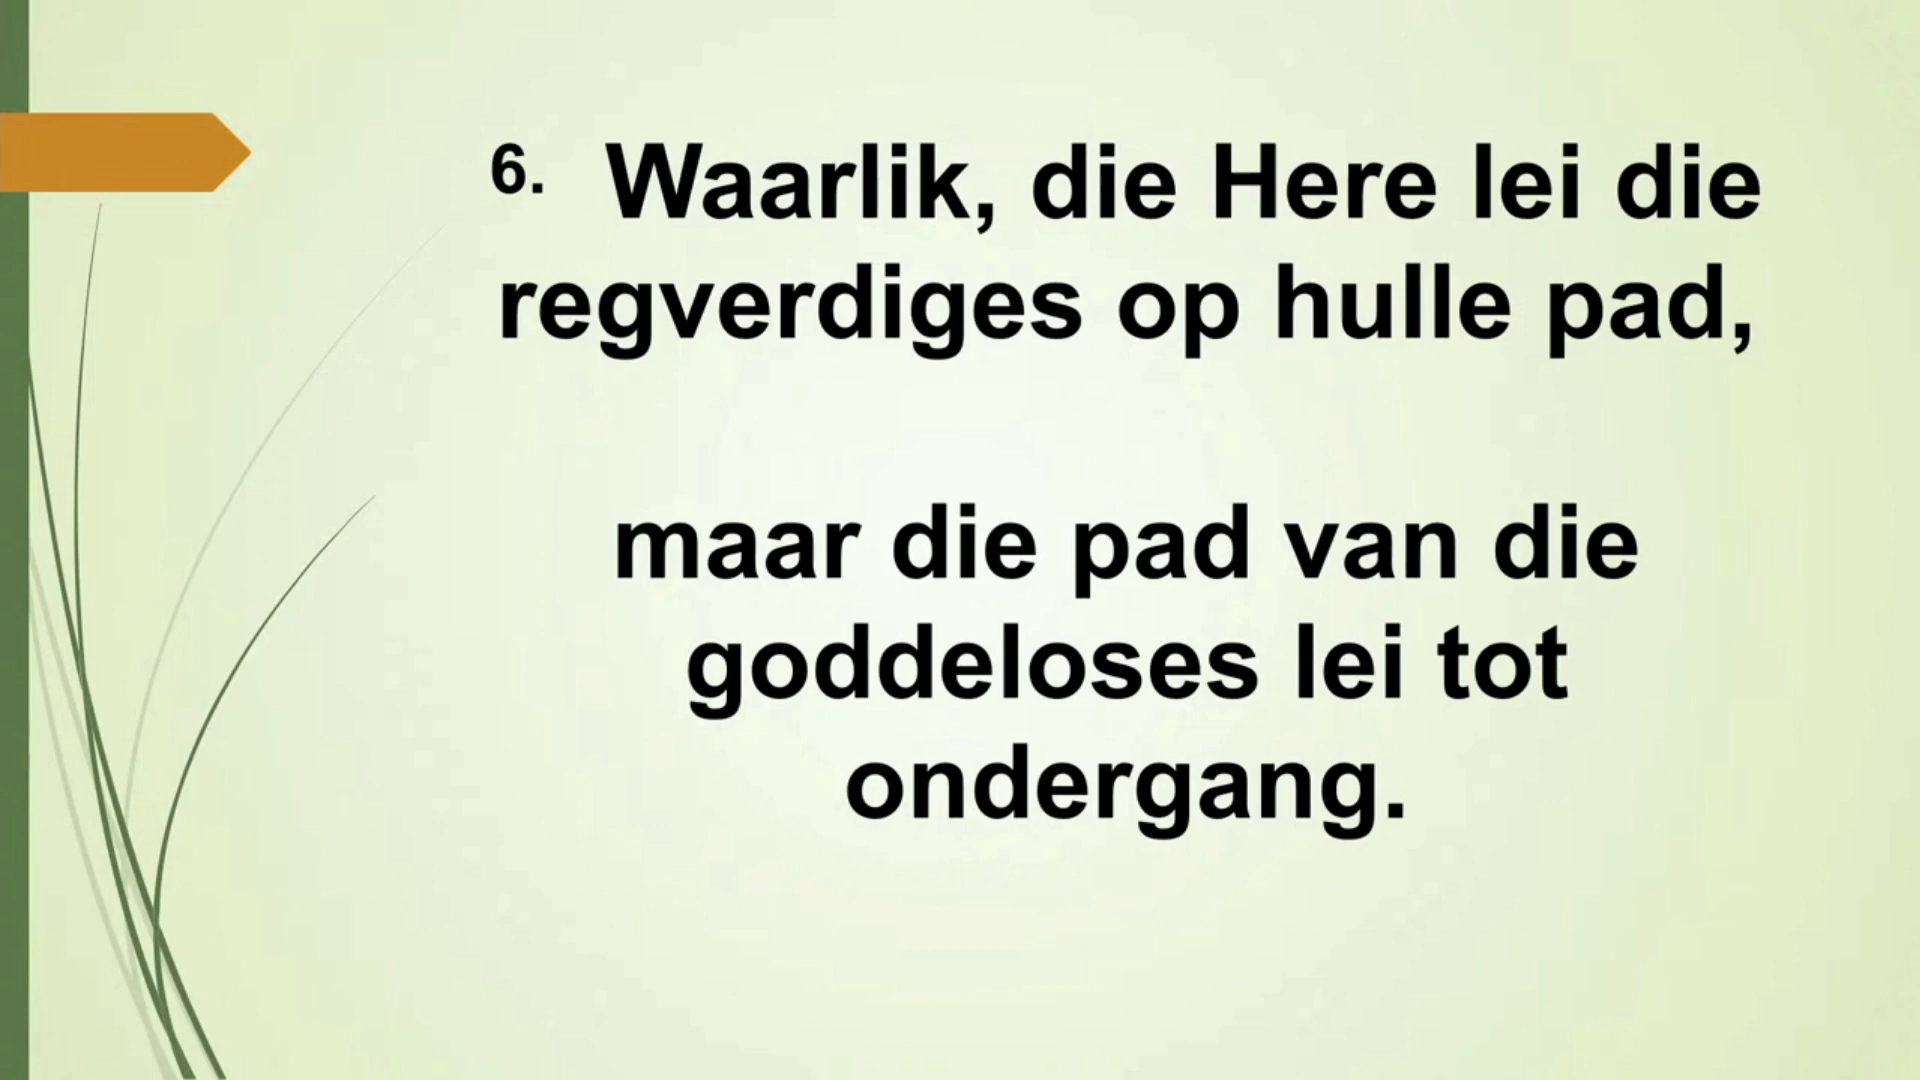 6. Waarlik, die Here lei die
regverdiges op hulle pad,
maar die pad van die
goddeloses lei tot
ondergang.